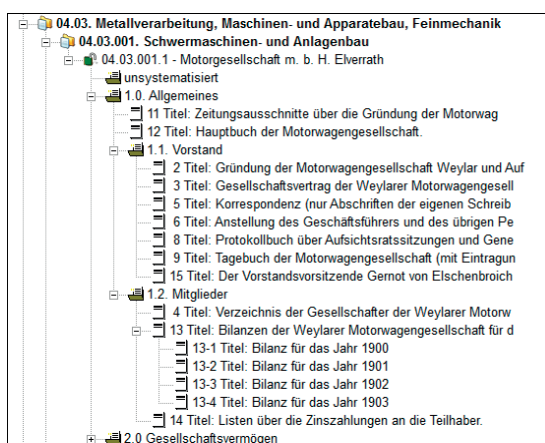 04.03. Metallverarbeitung, Maschinen- und Apparatebau, Feinmechanik
04.03.001. Schwermaschinen- und Anlagenbau
04.03.001.1 - Motorgesellschaft m. b. H. Elverrath
unsystematisiert
1.0. Allgemeines
11 Titel: Zeitungsausschnitte über die Gründung der Motorwag
12 Titel: Hauptbuch der Motorwagengesellschaft.
1.1. Vorstand
2 Titel: Gründung der Motorwagengesellschaft Weylar und Auf
3 Titel: Gesellschaftsvertrag der Weylarer Motorwagengesell
5 Titel: Korrespondenz (nur Abschriften der eigenen Schreib
6 Titel: Anstellung des Geschäftsführers und des übrigen Pe
8 Titel: Protokollbuch über Aufsichtsratssitzungen und Gene
9 Titel: Tagebuch der Motorwagengesellschaft (mit Eintragun
15 Titel: Der Vorstandsvorsitzende Gernot von Elschenbroich
1.2. Mitglieder
4 Titel: Verzeichnis der Gesellschafter der Weylarer Motorw
13 Titel: Bilanzen der Weylarer Motorwagengesellschaft für d
13-1 Titel: Bilanz für das Jahr 1900
13-2 Titel: Bilanz für das Jahr 1901
13-3 Titel: Bilanz für das Jahr 1902
13-4 Titel: Bilanz für das Jahr 1903
14 Titel: Listen über die Zinszahlungen an die Teilhaber.
2.0 Gesellschaftsvermögen